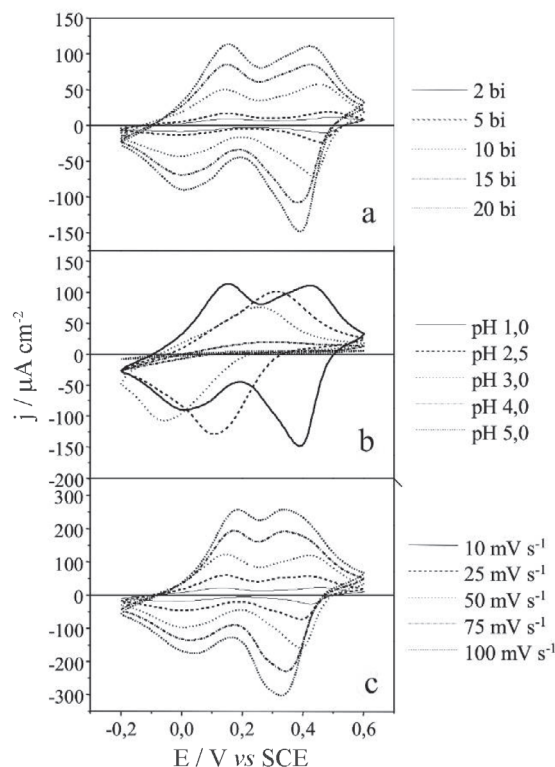 150
100
50
0
-50
-100
-150
a
2 bi
5 bi
10 bi
15 bi
20 bi
j / μA cm⁻²
150
100
50
0
-50
-100
-150
-200
b
pH 1,0
pH 2,5
pH 3,0
pH 4,0
pH 5,0
300
200
100
0
-100
-200
-300
c
10 mV s⁻¹
25 mV s⁻¹
50 mV s⁻¹
75 mV s⁻¹
100 mV s⁻¹
-0,2 0,0 0,2 0,4 0,6
E / V vs SCE